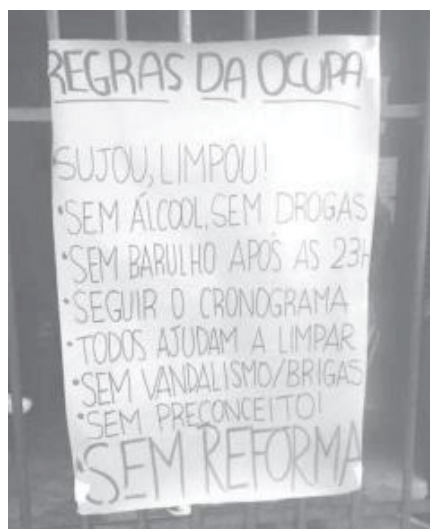 REGRAS DA OCUPA
SUJOU, LIMPOU!
•SEM ÁLCOOL, SEM DROGAS
•SEM BARULHO APÓS AS 23H
•SEGUIR O CRONOGRAMA
•TODOS AJUDAM A LIMPAR
•SEM VANDALISMO/BRIGAS
•SEM PRECONCEITO!
•SEM REFORMA